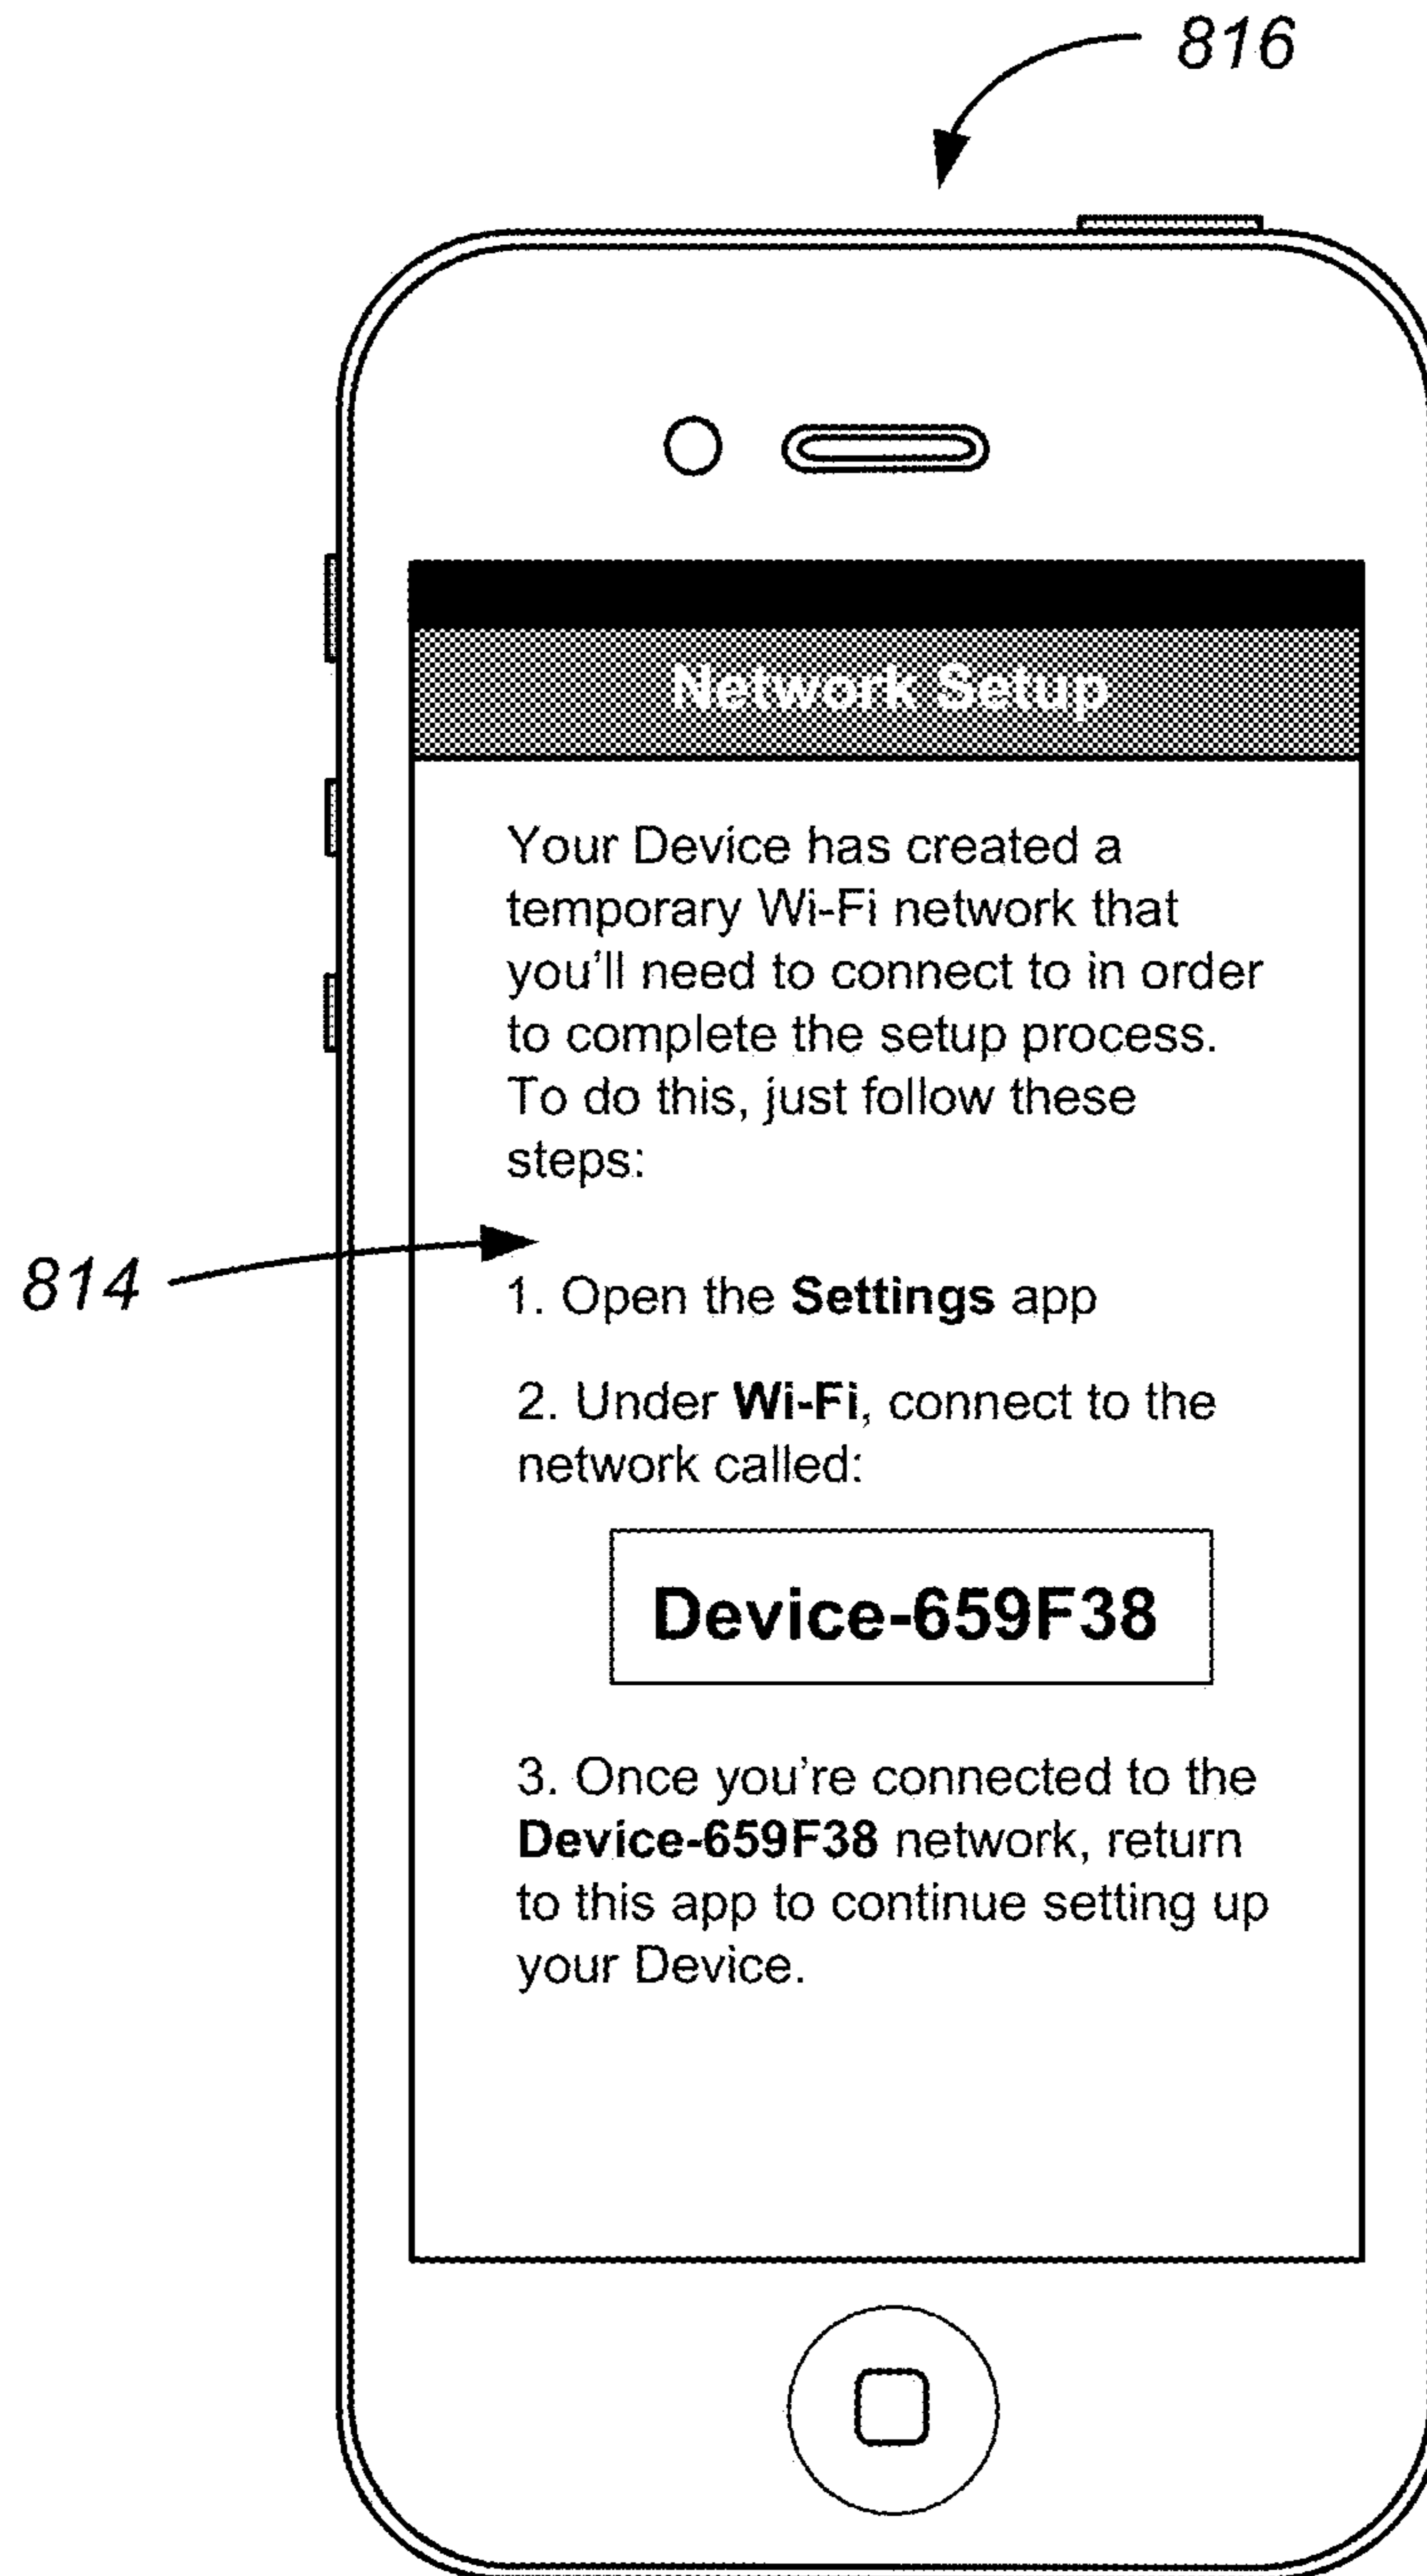 816
Network Setup
Your Device has created a
temporary Wi-Fi network that
you'll need to connect to in order
to complete the setup process.
To do this, just follow these
steps:
814
1. Open the Settings app
2. Under Wi-Fi, connect to the
network called:
Device-659F38
3. Once you're connected to the
Device-659F38 network, return
to this app to continue setting up
your Device.